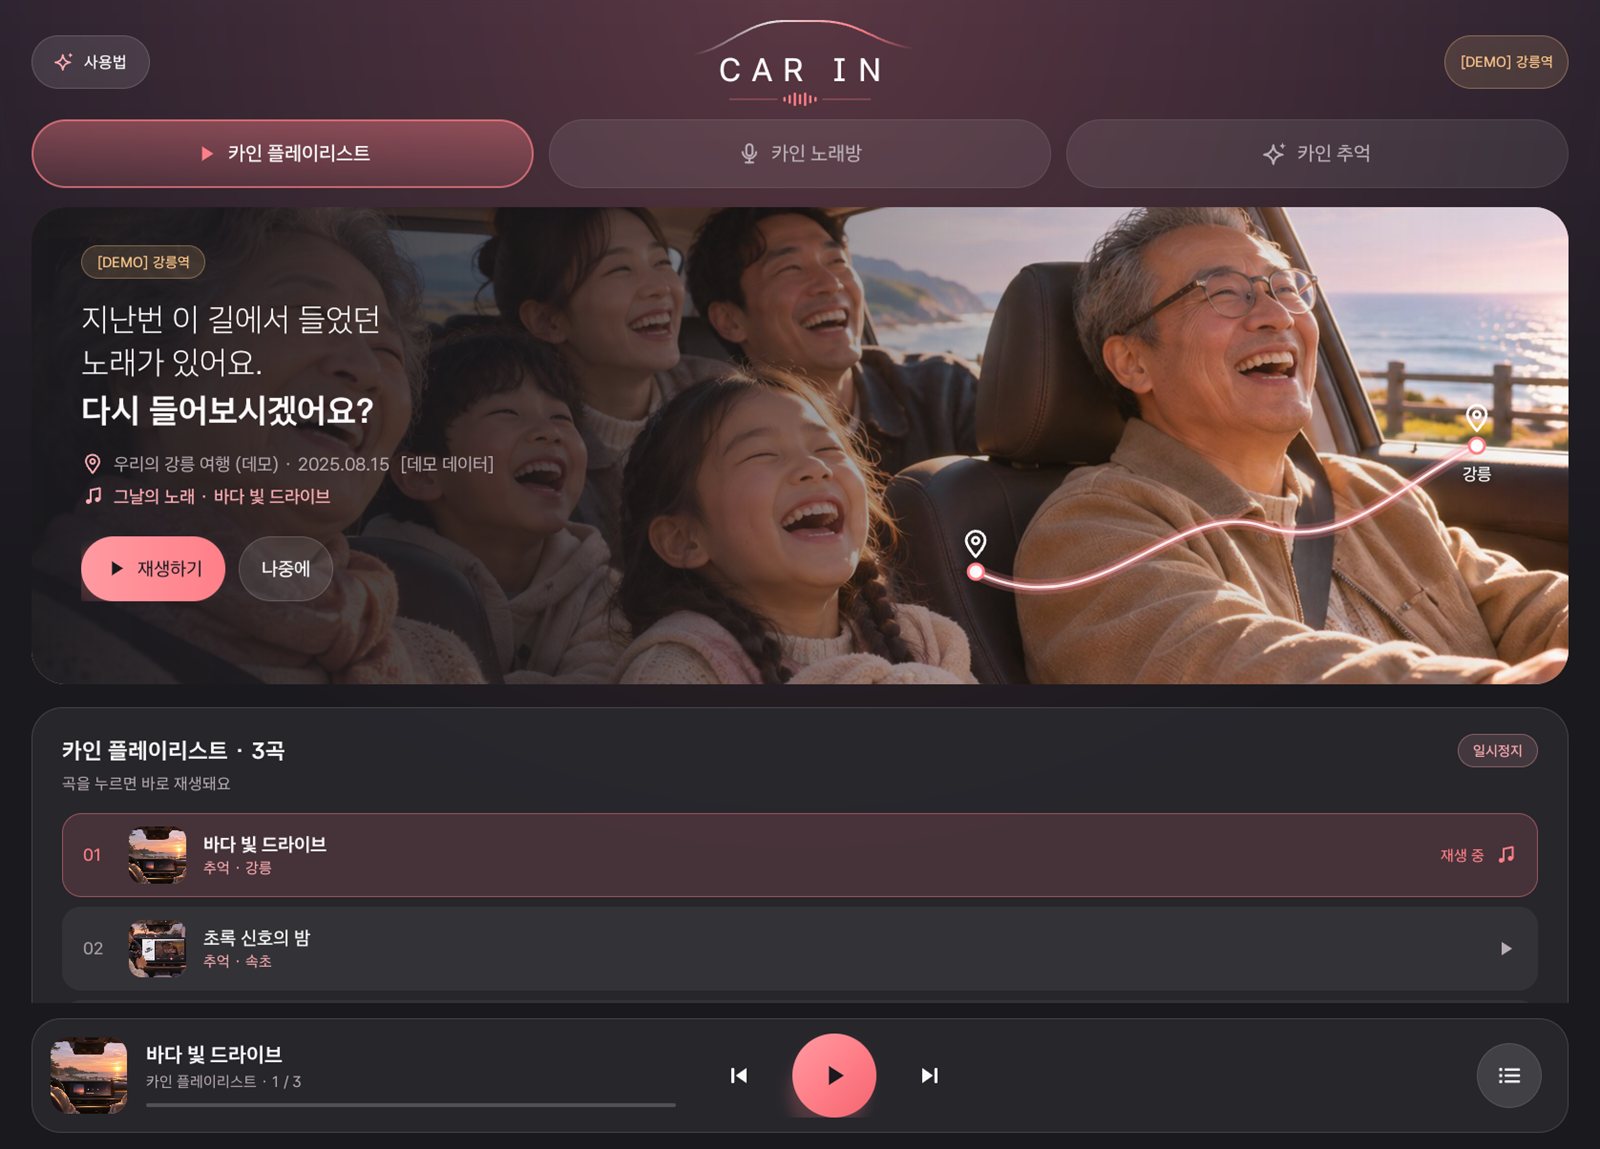 사용법
CAR IN
[DEMO] 강릉역
카인 플레이리스트
카인 노래방
카인 추억
[DEMO] 강릉역
지난번 이 길에서 들었던
노래가 있어요.
다시 들어보시겠어요?
우리의 강릉 여행 (데모) · 2025.08.15 [데모 데이터]
그날의 노래 · 바다 빛 드라이브
재생하기
나중에
강릉
카인 플레이리스트 · 3곡
일시정지
곡을 누르면 바로 재생돼요
01
바다 빛 드라이브
추억 · 강릉
재생 중
02
초록 신호의 밤
추억 · 속초
바다 빛 드라이브
카인 플레이리스트 · 1 / 3